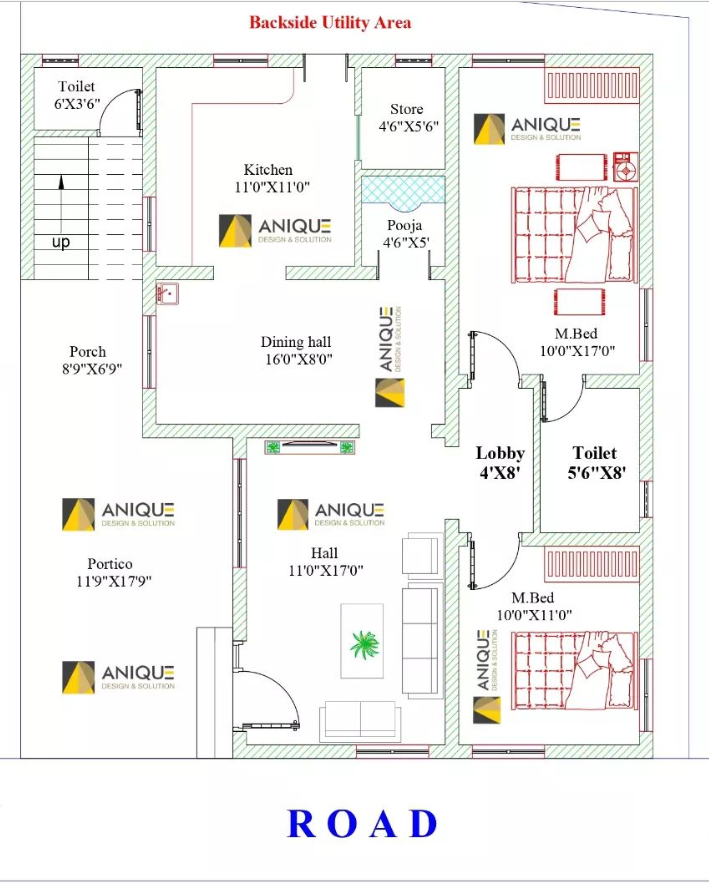 Backside Utility Area
Toilet
6'X3'6"
Store
4'6"X5'6"
ANIQUE
DESIGN & SOLUTION
Kitchen
11'0"X11'0"
ANIQUE
DESIGN & SOLUTION
Pooja
4'6"X5'
up
Dining hall
16'0"X8'0"
ANIQUE
DESIGN & SOLUTION
M.Bed
10'0"X17'0"
Porch
8'9"X6'9"
Lobby
4'X8'
Toilet
5'6"X8'
ANIQUE
DESIGN & SOLUTION
ANIQUE
DESIGN & SOLUTION
Portico
11'9"X17'9"
Hall
11'0"X17'0"
M.Bed
10'0"X11'0"
ANIQUE
DESIGN & SOLUTION
ANIQUE
DESIGN & SOLUTION
ROAD